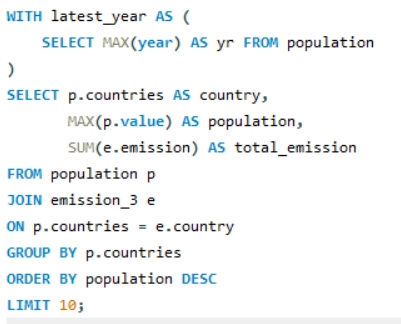 WITH latest_year AS (
    SELECT MAX(year) AS yr FROM population
)
SELECT p.countries AS country,
       MAX(p.value) AS population,
       SUM(e.emission) AS total_emission
FROM population p
JOIN emission_3 e
ON p.countries = e.country
GROUP BY p.countries
ORDER BY population DESC
LIMIT 10;